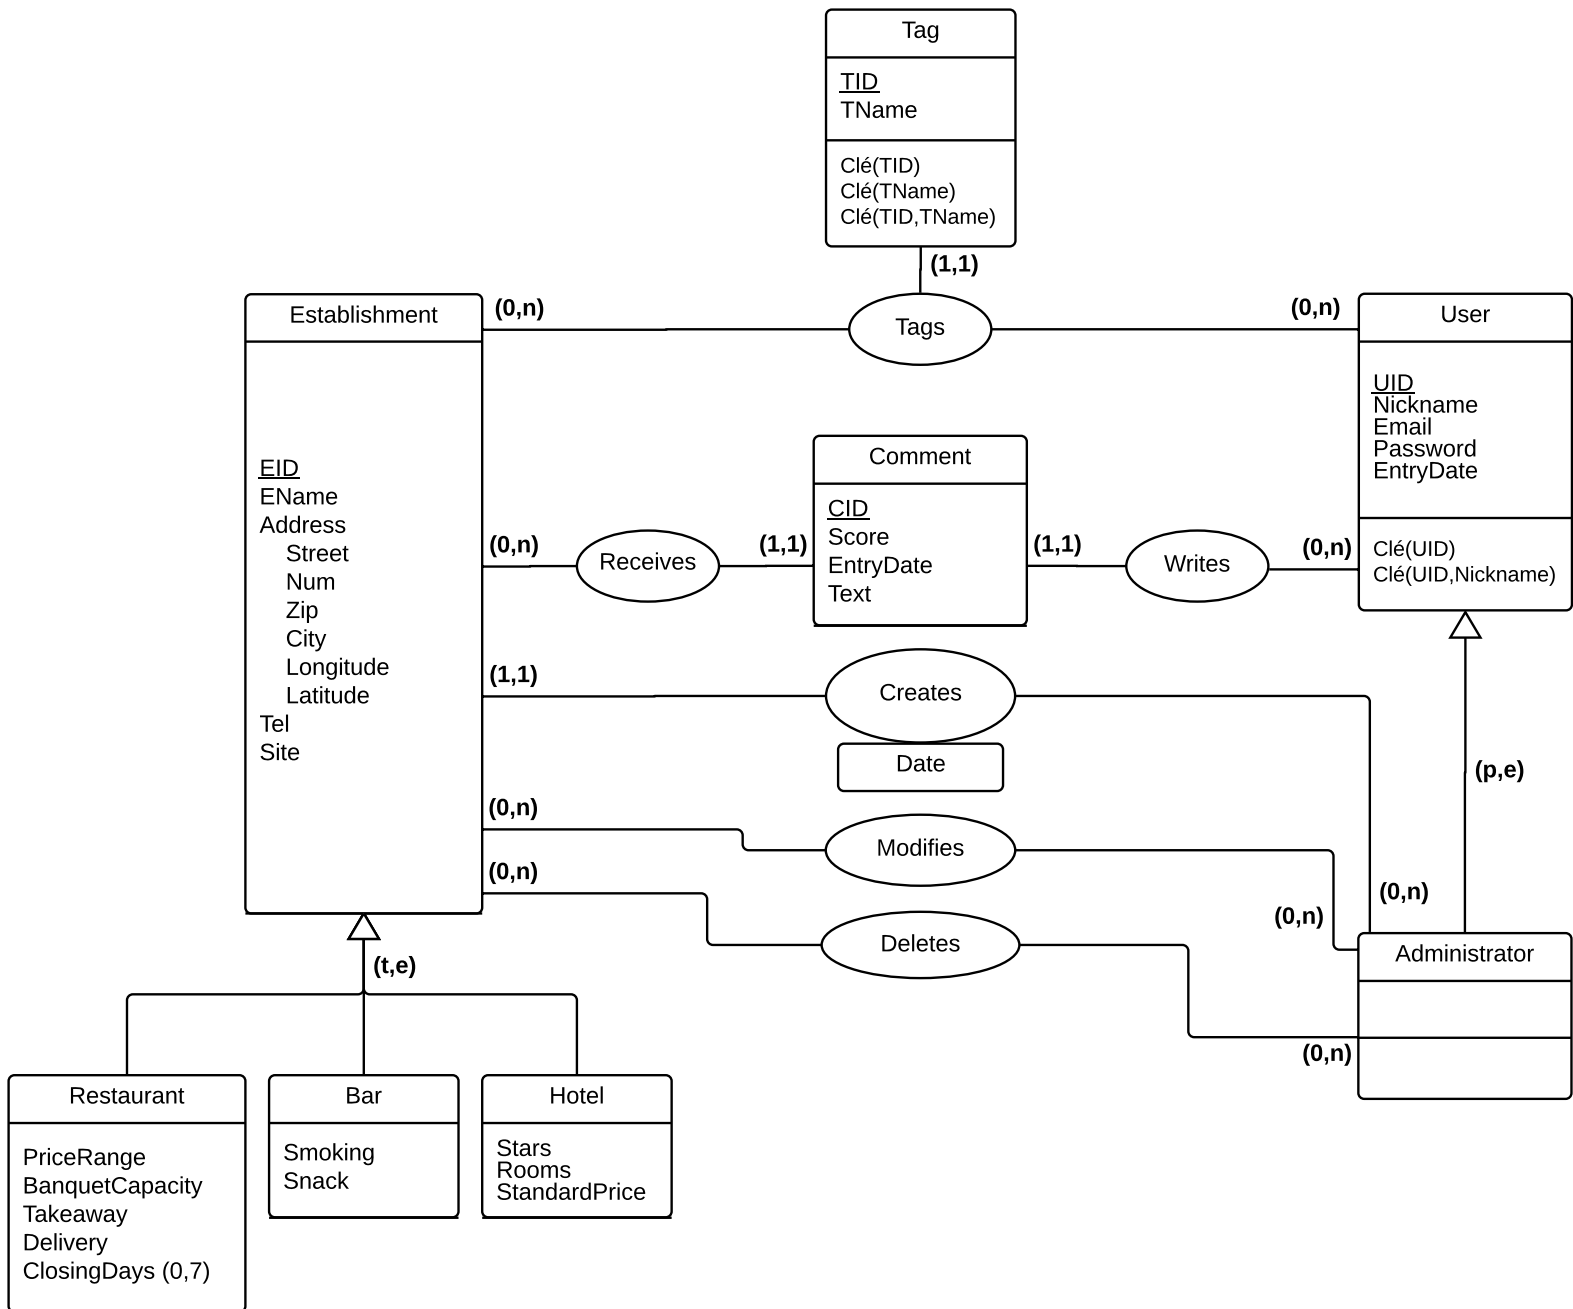 Tag
TID
TName
Clé(TID)
Clé(TName)
Clé(TID,TName)
(1,1)
Establishment
(0,n)
Tags
(0,n)
User
EID
EName
Address
Street
Num
Zip
City
Longitude
Latitude
Tel
Site
UID
Nickname
Email
Password
EntryDate
Clé(UID)
Clé(UID,Nickname)
Comment
CID
Score
EntryDate
Text
(0,n)
Receives
(1,1)
(1,1)
Writes
(0,n)
(1,1)
Creates
Date
(p,e)
(0,n)
Modifies
(0,n)
(0,n)
(0,n)
Deletes
(0,n)
Administrator
(t,e)
Restaurant
PriceRange
BanquetCapacity
Takeaway
Delivery
ClosingDays (0,7)
Bar
Smoking
Snack
Hotel
Stars
Rooms
StandardPrice